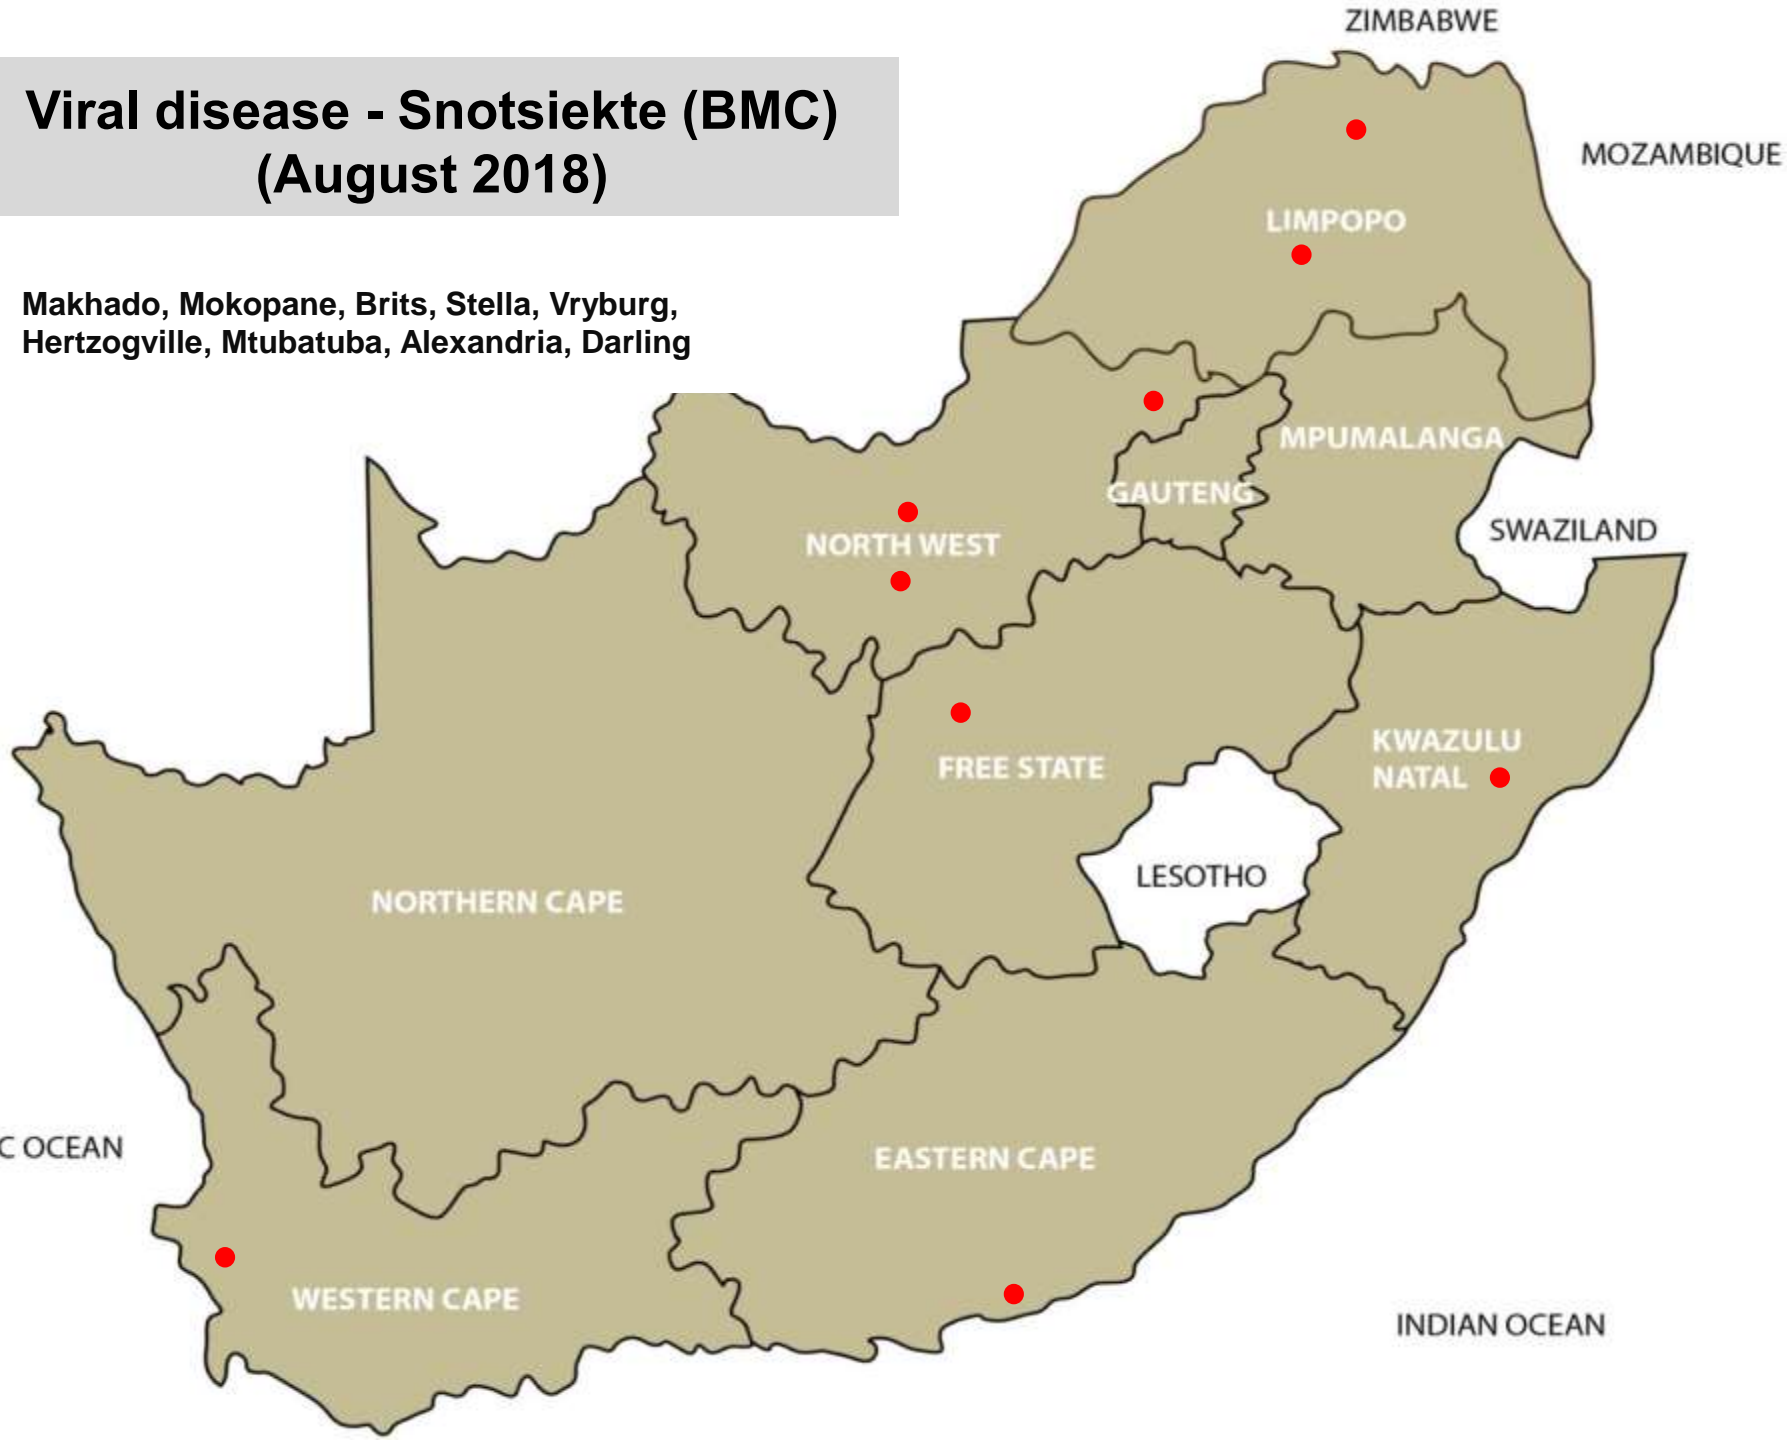 ZIMBABWE
Viral disease - Snotsiekte (BMC)
(August 2018)
MOZAMBIQUE
LIMPOPO
Makhado, Mokopane, Brits, Stella, Vryburg,
Hertzogville, Mtubatuba, Alexandria, Darling
MPUMALANGA
GAUTENG
SWAZILAND
NORTH WEST
KWAZULU
NATAL
FREE STATE
LESOTHO
NORTHERN CAPE
C OCEAN
EASTERN CAPE
WESTERN CAPE
INDIAN OCEAN